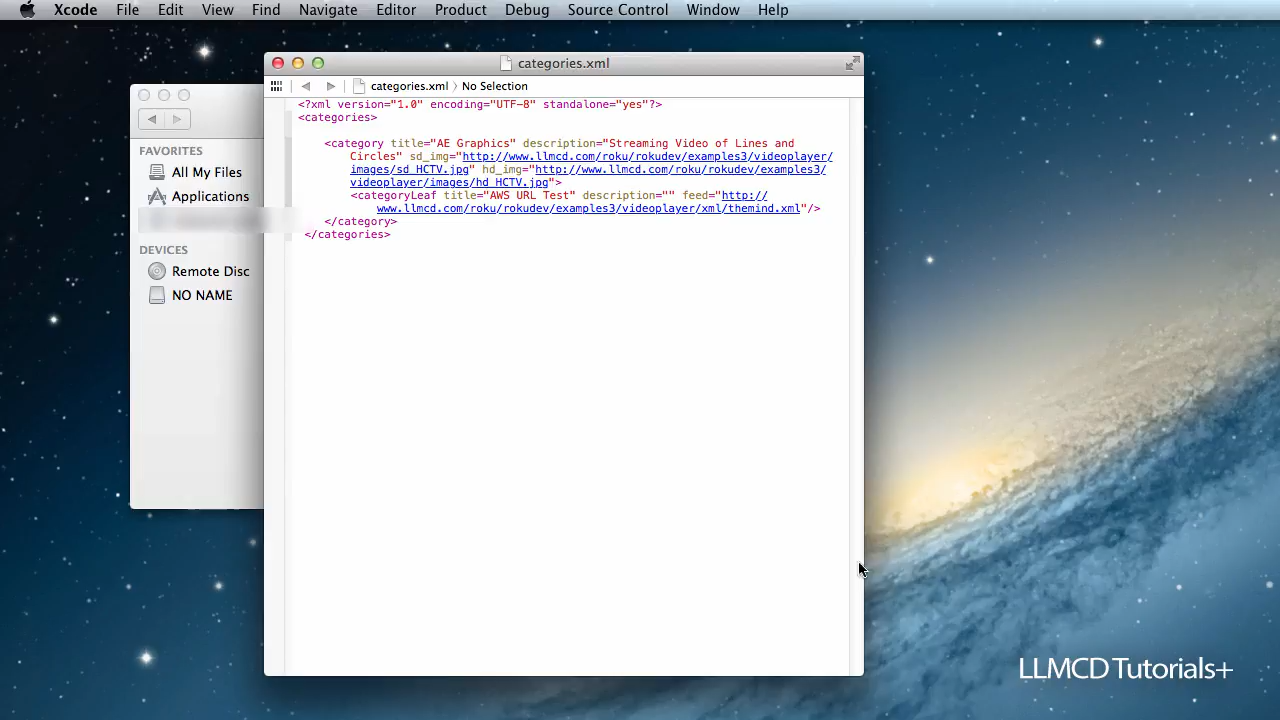 Xcode File Edit View Find Navigate Editor Product Debug Source Control Window Help
categories.xml
categories.xml No Selection
<?xml version="1.0" encoding="UTF-8" standalone="yes"?>
<categories>
<category title="AE Graphics" description="Streaming Video of Lines and
Circles" sd_img="http://www.llmcd.com/roku/rokudev/examples3/videoplayer/
images/sd_HCTV.jpg" hd_img="http://www.llmcd.com/roku/rokudev/examples3/
videoplayer/images/hd_HCTV.jpg">
<categoryLeaf title="AWS URL Test" description="" feed="http://
www.llmcd.com/roku/rokudev/examples3/videoplayer/xml/themind.xml"/>
</category>
</categories>
FAVORITES
All My Files
Applications
DEVICES
Remote Disc
NO NAME
LLMCD Tutorials+